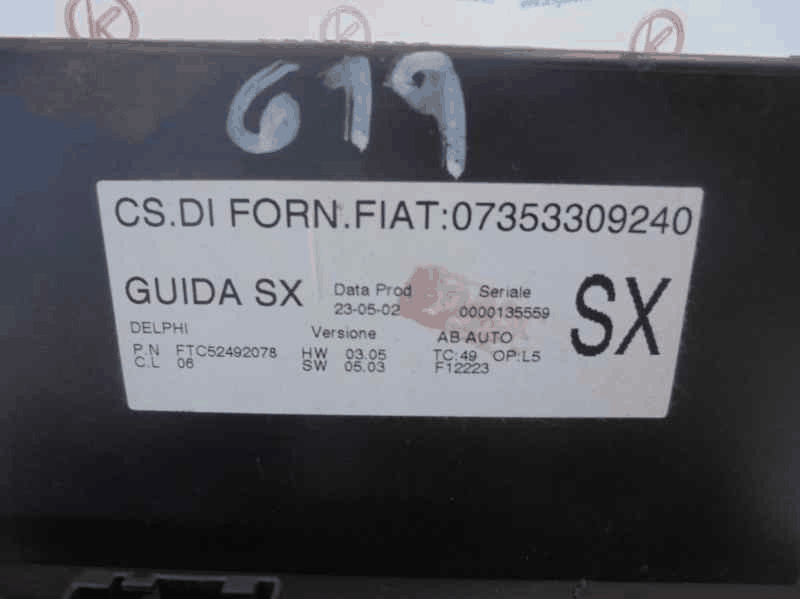 619
CS.DI FORN.FIAT:07353309240
GUIDA SX Data Prod Seriale SX
23-05-02 0000135559
DELPHI Versione AB AUTO
P.N FTC52492078 HW 03.05 TC:49 OP:L5
C.L 06 SW 05.03 F12223